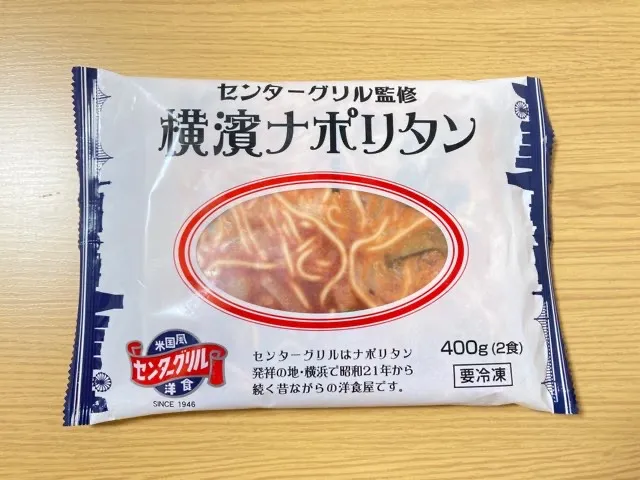 センターグリル監修
横濱ナポリタン
米国風
センターグリル
洋食
SINCE 1946
センターグリルはナポリタン
発祥の地・横浜で昭和21年から
続く昔ながらの洋食屋です。
400g(2食)
要冷凍